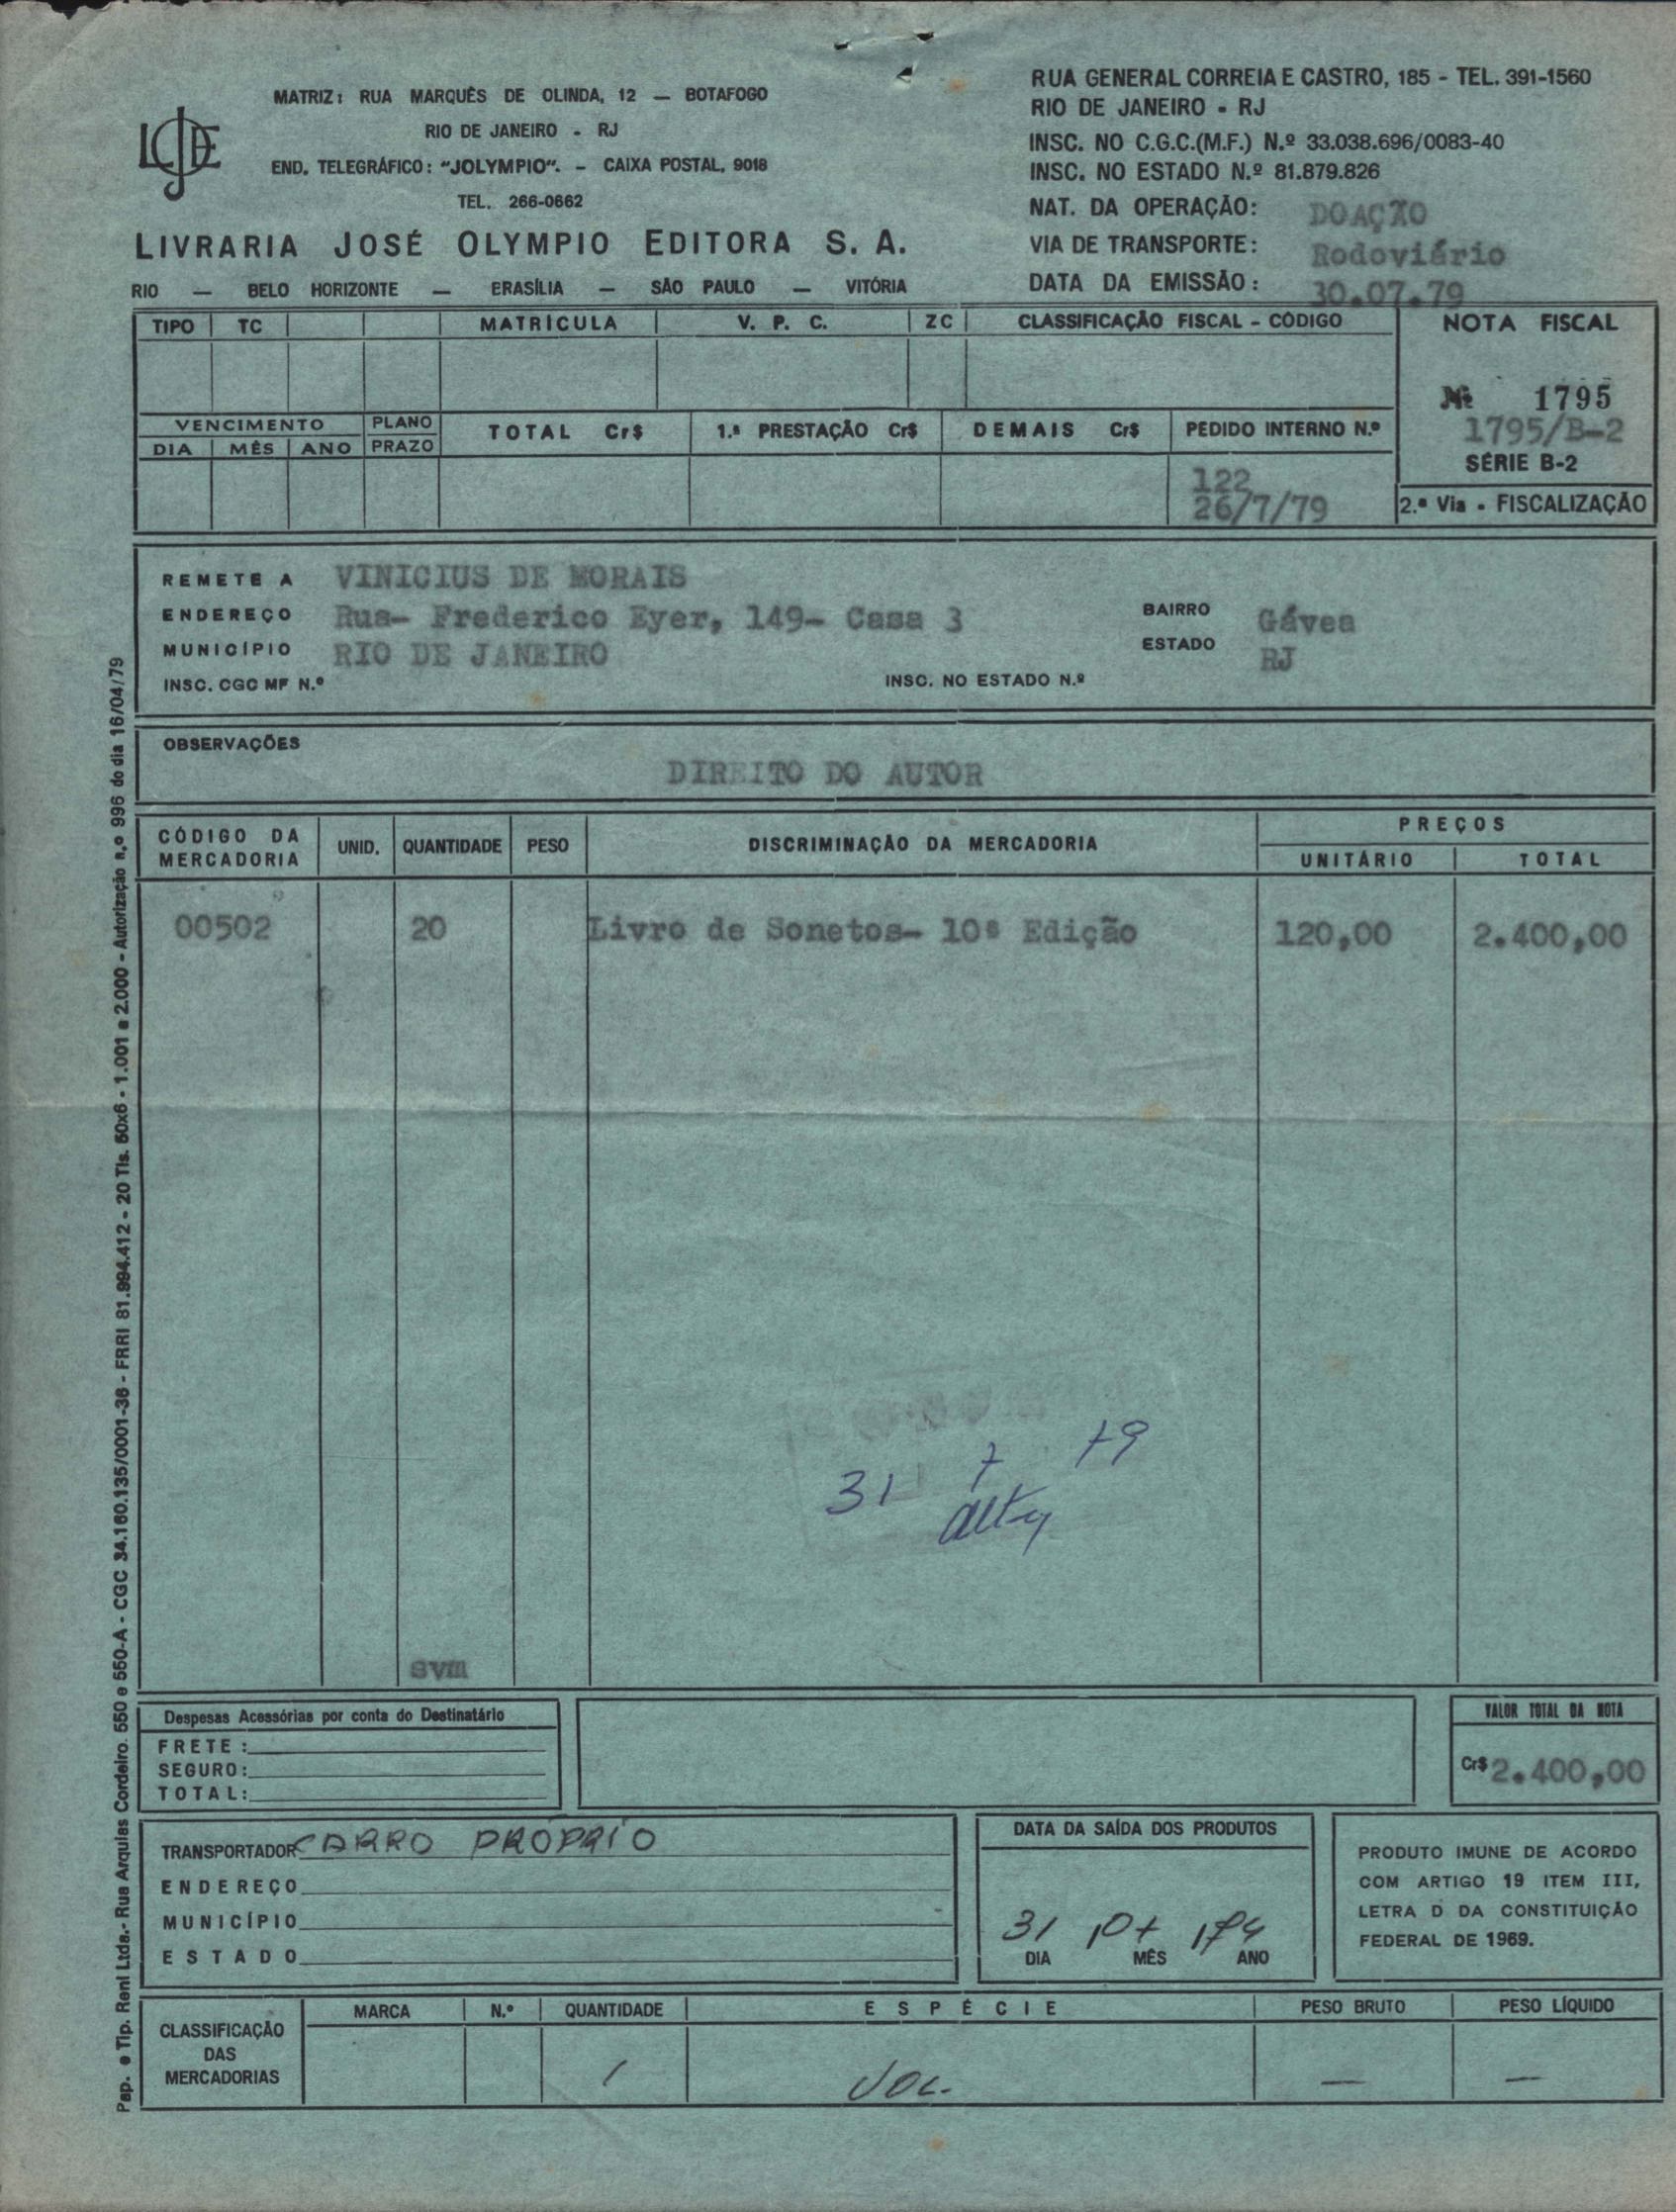 LJOE
MATRIZ: RUA MARQUÊS DE OLINDA, 12 — BOTAFOGO
RIO DE JANEIRO - RJ
END. TELEGRÁFICO: "JOLYMPIO". - CAIXA POSTAL, 9018
TEL. 266-0662
LIVRARIA JOSÉ OLYMPIO EDITORA S. A.
RIO — BELO HORIZONTE — ERASÍLIA — SÃO PAULO — VITÓRIA
RUA GENERAL CORREIA E CASTRO, 185 - TEL. 391-1560
RIO DE JANEIRO - RJ
INSC. NO C.G.C.(M.F.) N.º 33.038.696/0083-40
INSC. NO ESTADO N.º 81.879.826
NAT. DA OPERAÇÃO: DOAÇÃO
VIA DE TRANSPORTE: Rodoviário
DATA DA EMISSÃO: 30.07.79
TIPO TC MATRÍCULA V. P. C. ZC CLASSIFICAÇÃO FISCAL - CÓDIGO
NOTA FISCAL
Nº 1795
1795/B-2
SÉRIE B-2
2.ª Via - FISCALIZAÇÃO
VENCIMENTO PLANO TOTAL Cr$ 1.ª PRESTAÇÃO Cr$ DEMAIS Cr$ PEDIDO INTERNO N.º
DIA MÊS ANO PRAZO
122
26/7/79
REMETE A VINICIUS DE MORAIS
ENDEREÇO Rua- Frederico Eyer, 149- Casa 3 BAIRRO Gávea
MUNICÍPIO RIO DE JANEIRO ESTADO RJ
INSC. CGC MF N.º INSC. NO ESTADO N.º
OBSERVAÇÕES
DIREITO DO AUTOR
CÓDIGO DA MERCADORIA UNID. QUANTIDADE PESO DISCRIMINAÇÃO DA MERCADORIA PREÇOS
UNITÁRIO TOTAL
00502 20 Livro de Sonetos- 10ª Edição 120,00 2.400,00
31 7 79
svm
Despesas Acessórias por conta do Destinatário
FRETE:
SEGURO:
TOTAL:
VALOR TOTAL DA NOTA
Cr$ 2.400,00
TRANSPORTADOR CARRO PRÓPRIO
ENDEREÇO
MUNICÍPIO
ESTADO
DATA DA SAÍDA DOS PRODUTOS
31 07
DIA MÊS ANO
PRODUTO IMUNE DE ACORDO
COM ARTIGO 19 ITEM III,
LETRA D DA CONSTITUIÇÃO
FEDERAL DE 1969.
CLASSIFICAÇÃO DAS MERCADORIAS
MARCA N.º QUANTIDADE ESPÉCIE PESO BRUTO PESO LÍQUIDO
1 VOL. — —
Pap. e Tip. Reni Ltda.- Rua Arquias Cordeiro. 550 e 550-A - CGC 34.160.135/0001-36 - FRRI 81.994.412 - 20 Tls. 50x6 - 1.001 a 2.000 - Autorização n.º 996 do dia 16/04/79